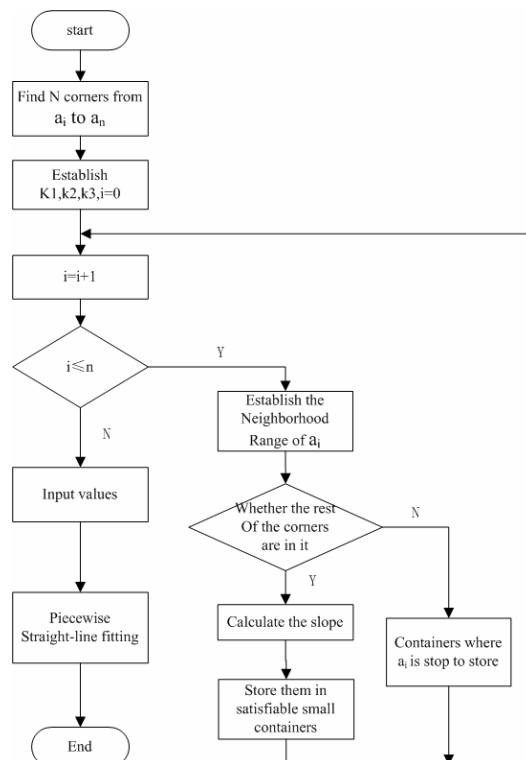 start
Find N corners from
ai to an
Establish
K1,k2,k3,i=0
i=i+1
i≤n
Y
N
Establish the
Neighborhood
Range of ai
Input values
Whether the rest
Of the corners
are in it
N
Y
Piecewise
Straight-line fitting
Calculate the slope
Containers where
ai is stop to store
Store them in
satisfiable small
containers
End